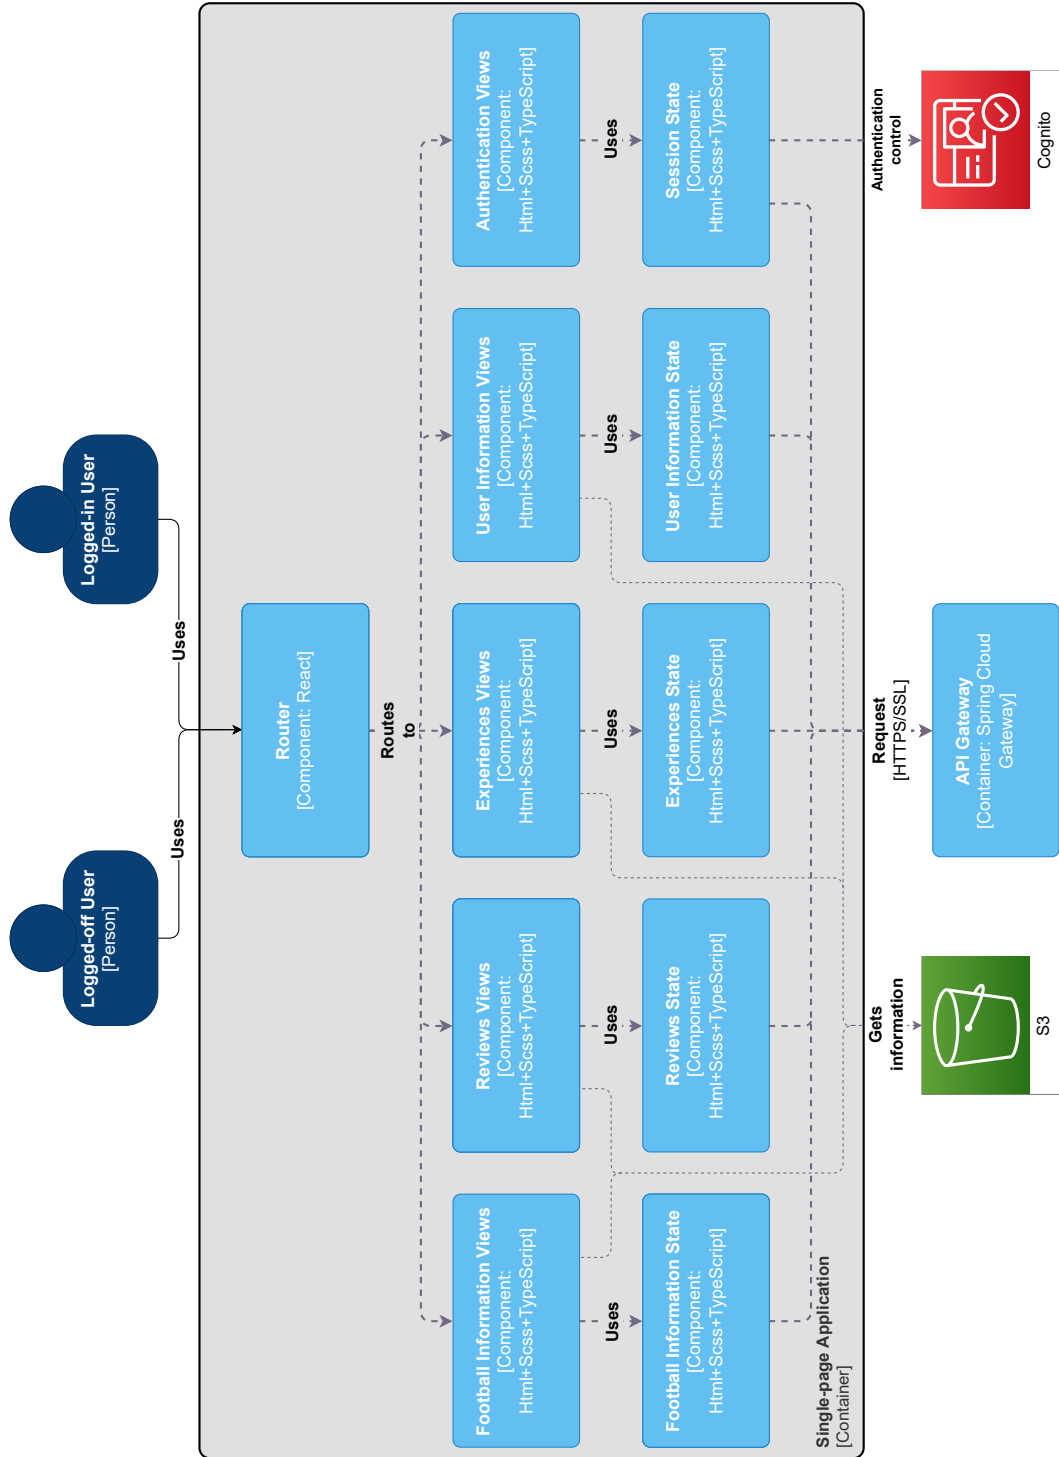 Logged-off User
[Person]
Logged-in User
[Person]
Uses
Uses
Router
[Component: React]
Routes
to
Football Information Views
[Component:
Html+Scss+TypeScript]
Reviews Views
[Component:
Html+Scss+TypeScript]
Experiences Views
[Component:
Html+Scss+TypeScript]
User Information Views
[Component:
Html+Scss+TypeScript]
Authentication Views
[Component:
Html+Scss+TypeScript]
Uses
Uses
Uses
Uses
Uses
Football Information State
[Component:
Html+Scss+TypeScript]
Reviews State
[Component:
Html+Scss+TypeScript]
Experiences State
[Component:
Html+Scss+TypeScript]
User Information State
[Component:
Html+Scss+TypeScript]
Session State
[Component:
Html+Scss+TypeScript]
Single-page Application
[Container]
Gets
information
Request
[HTTPS/SSL]
Authentication
control
S3
API Gateway
[Container: Spring Cloud
Gateway]
Cognito